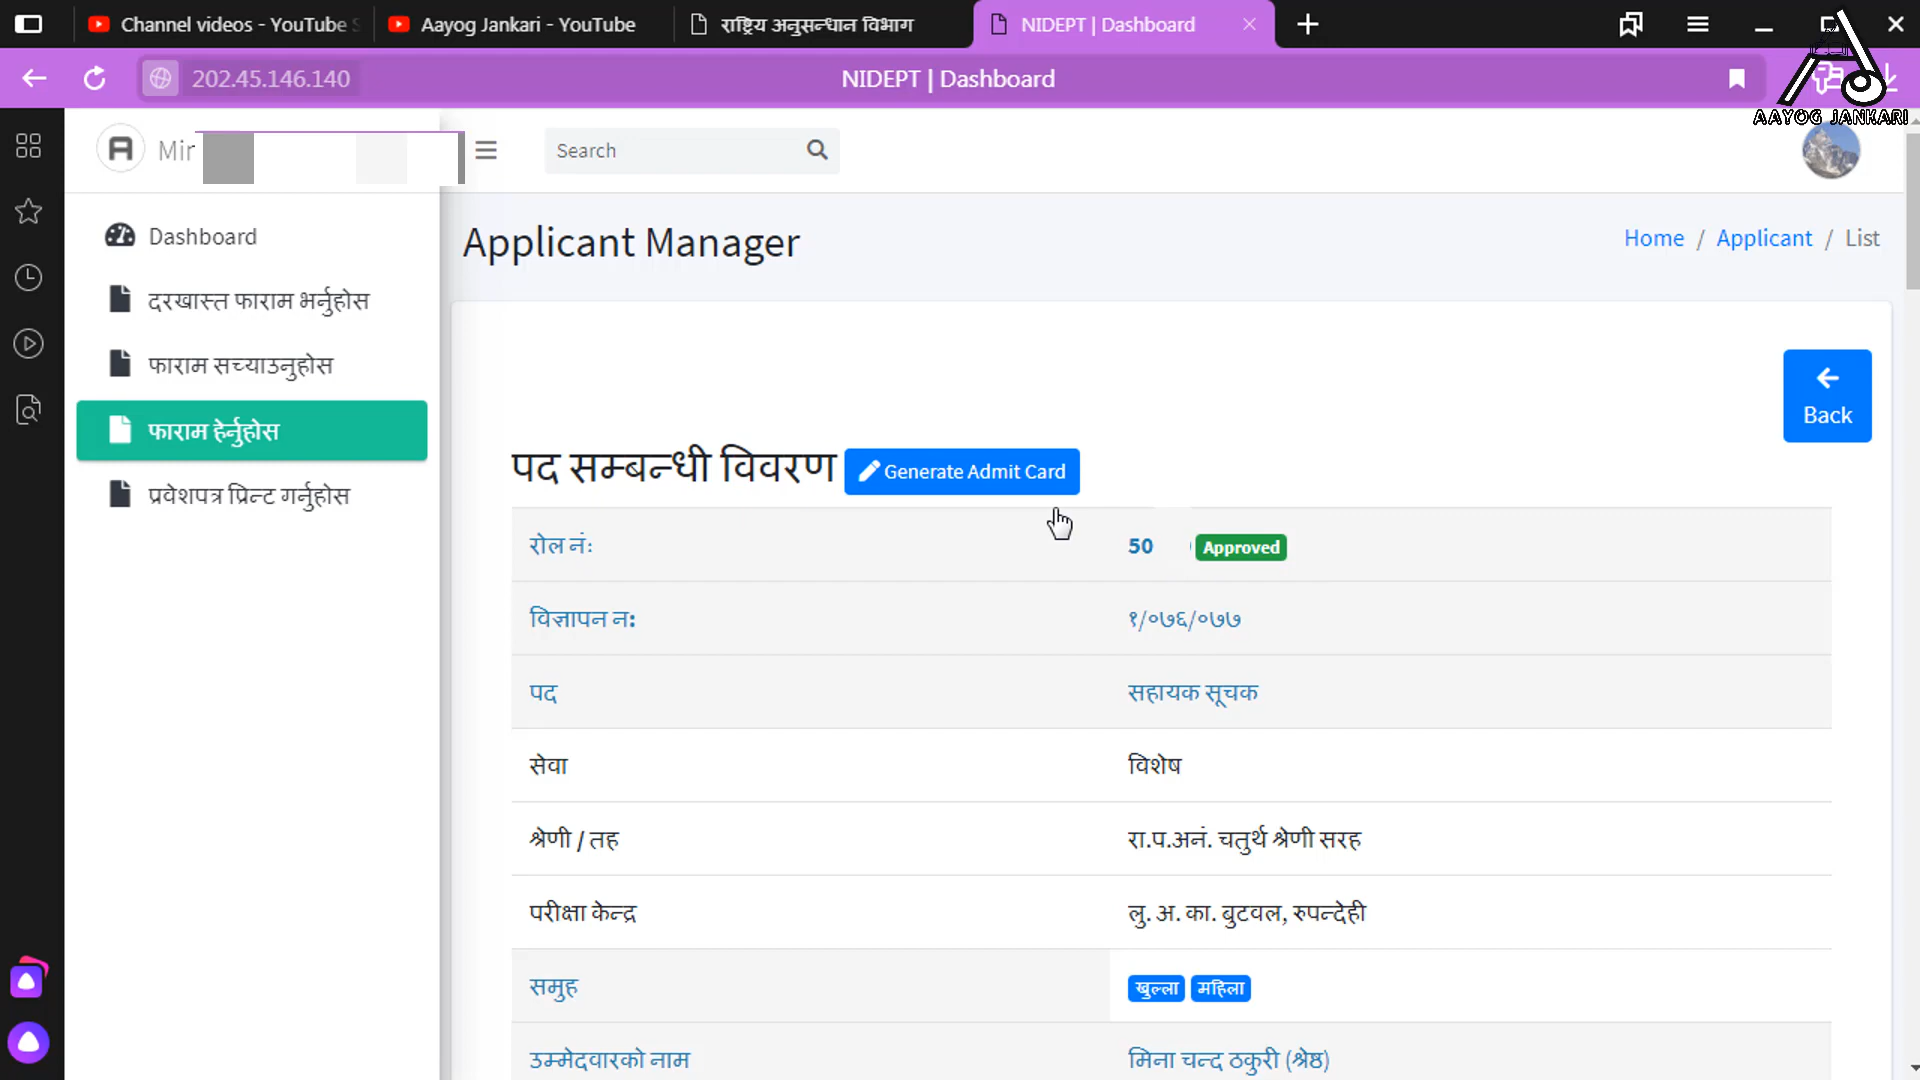 Channel videos - YouTube S
Aayog Jankari - YouTube
राष्ट्रिय अनुसन्धान विभाग
NIDEPT | Dashboard
202.45.146.140
NIDEPT | Dashboard
AAYOG JANKARI
Mir
Search
Dashboard
दरखास्त फाराम भर्नुहोस
फाराम सच्याउनुहोस
फाराम हेर्नुहोस
प्रवेशपत्र प्रिन्ट गर्नुहोस
Applicant Manager
Home / Applicant / List
Back
पद सम्बन्धी विवरण
Generate Admit Card
रोल नं: 50 Approved
विज्ञापन न: १/०७६/०७७
पद सहायक सूचक
सेवा विशेष
श्रेणी / तह रा.प.अनं. चतुर्थ श्रेणी सरह
परीक्षा केन्द्र लु. अ. का. बुटवल, रुपन्देही
समुह खुल्ला महिला
उम्मेदवारको नाम मिना चन्द ठकुरी (श्रेष्ठ)